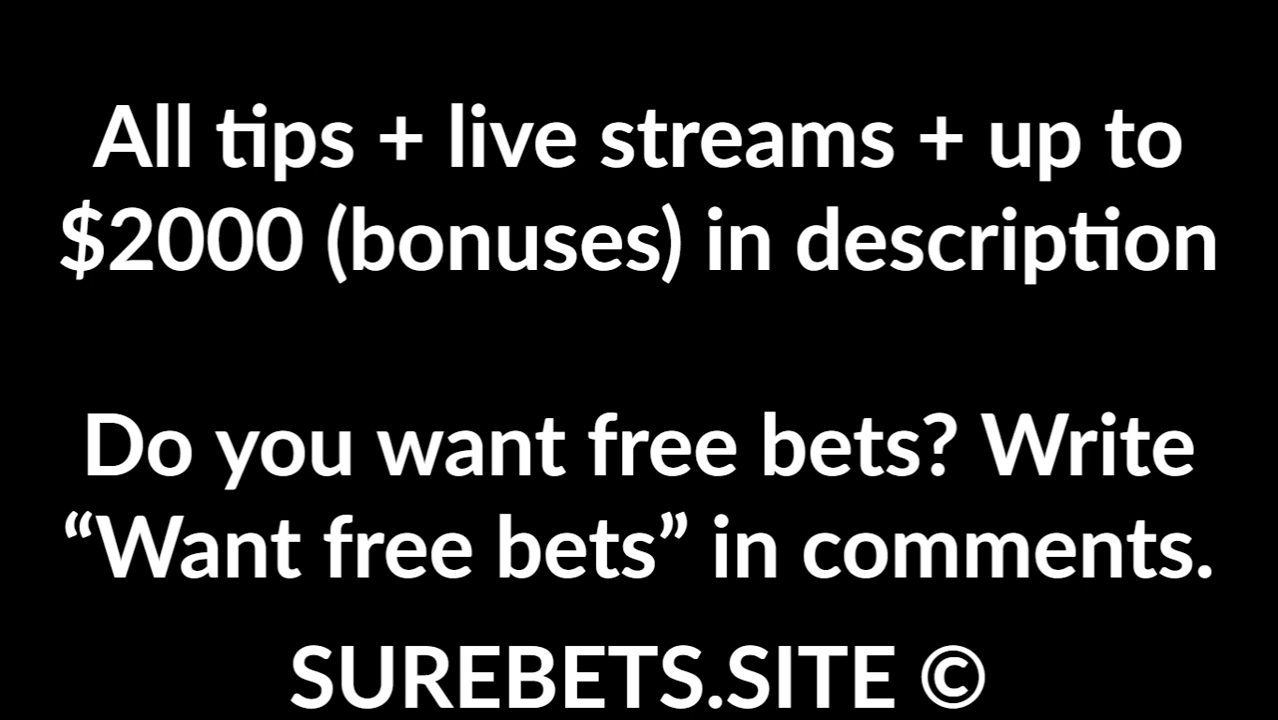 All tips + live streams + up to
$2000 (bonuses) in description
Do you want free bets? Write
“Want free bets” in comments.
SUREBETS.SITE ©